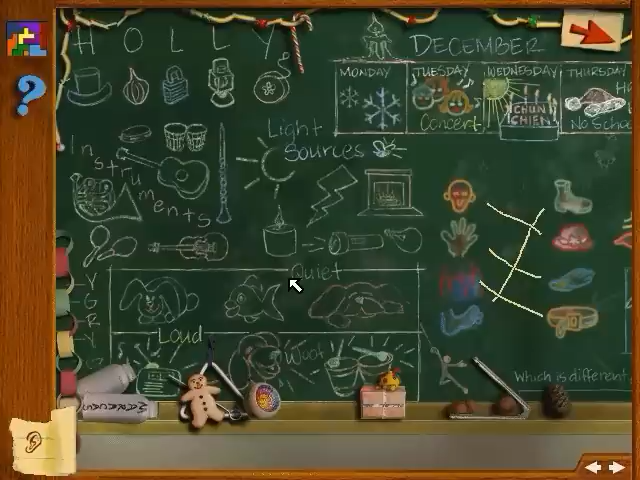 HOLLY
DECEMBER
MONDAY
TUESDAY
WEDNESDAY
THURSDAY
Concert
CHUN
CHIEN
No Scho
Light
Sources
Instruments
Quiet
Loud
Woof
Which is different
?